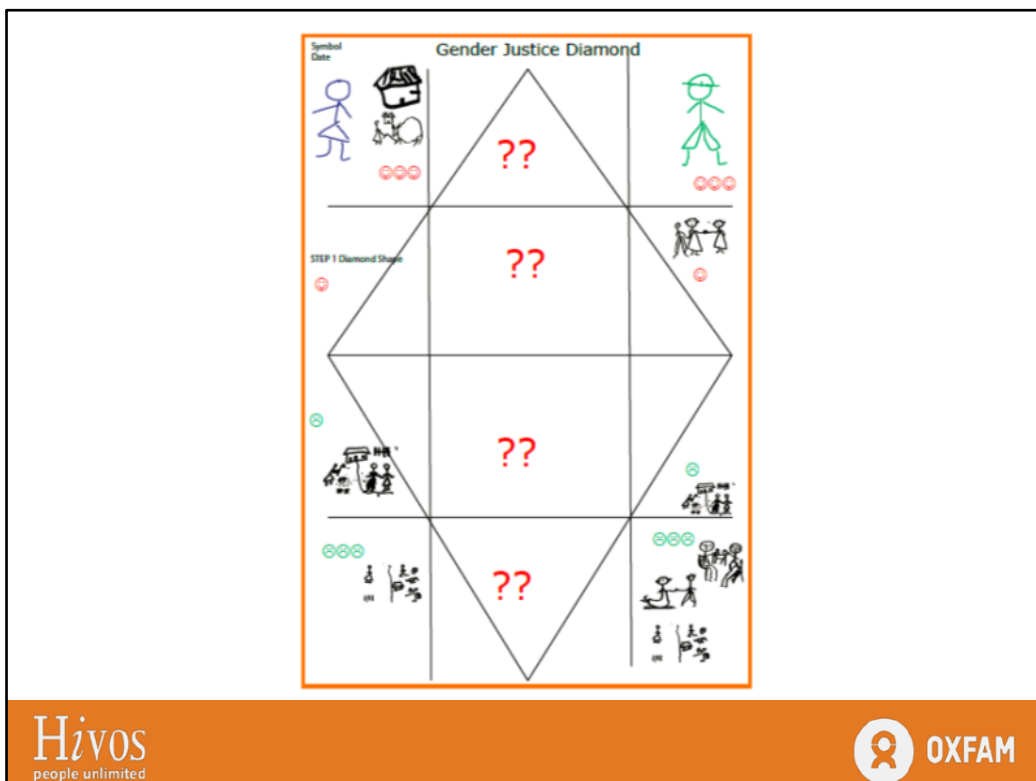 Symbol
Date
Gender Justice Diamond
??
??
STEP 1 Diamond Shape
??
??
Hivos
people unlimited
OXFAM